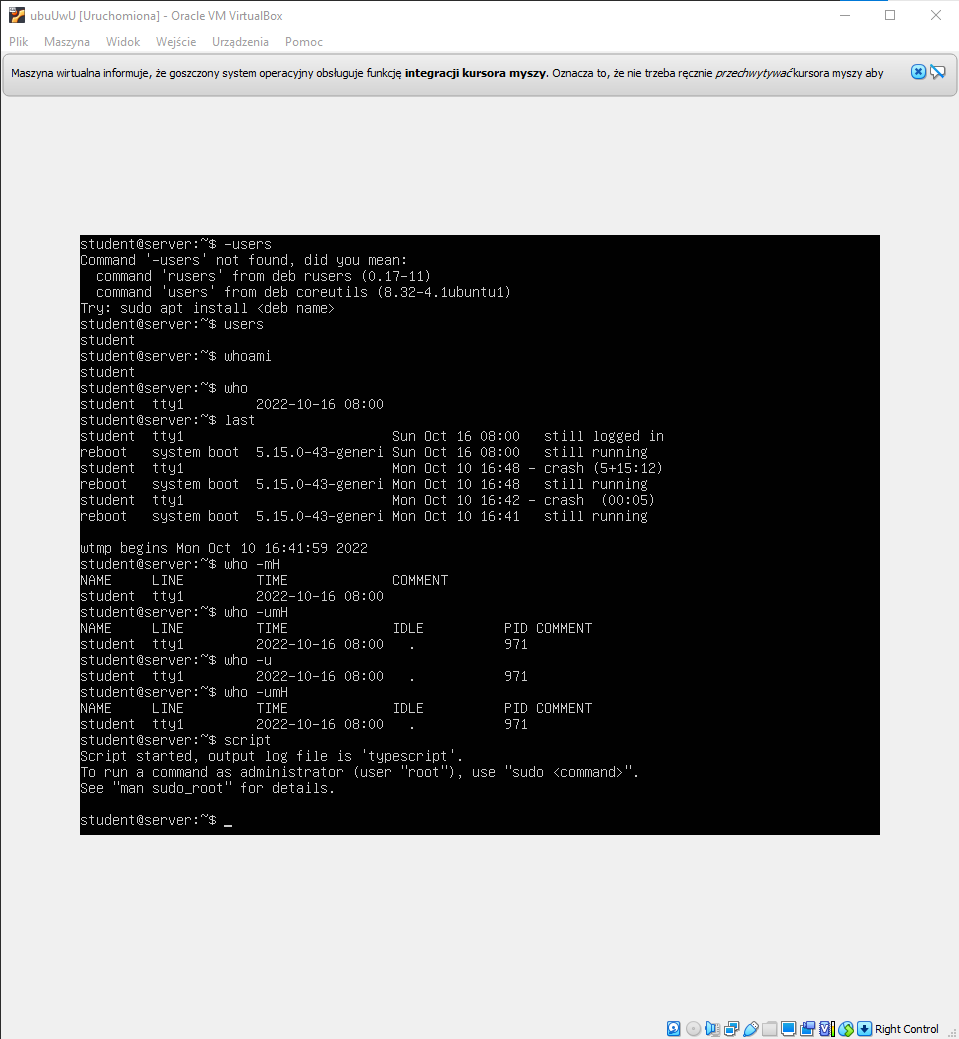 ubuUwU [Uruchomiona] - Oracle VM VirtualBox
Plik Maszyna Widok Wejście Urządzenia Pomoc
Maszyna wirtualna informuje, że goszczony system operacyjny obsługuje funkcję integracji kursora myszy. Oznacza to, że nie trzeba ręcznie przechwytywać kursora myszy aby
student@server:~$ -users
Command '-users' not found, did you mean:
  command 'rusers' from deb rusers (0.17-11)
  command 'users' from deb coreutils (8.32-4.1ubuntu1)
Try: sudo apt install <deb name>
student@server:~$ users
student
student@server:~$ whoami
student
student@server:~$ who
student  tty1         2022-10-16 08:00
student@server:~$ last
student  tty1                          Sun Oct 16 08:00   still logged in
reboot   system boot  5.15.0-43-generi Sun Oct 16 08:00   still running
student  tty1                          Mon Oct 10 16:48 - crash (5+15:12)
reboot   system boot  5.15.0-43-generi Mon Oct 10 16:48   still running
student  tty1                          Mon Oct 10 16:42 - crash  (00:05)
reboot   system boot  5.15.0-43-generi Mon Oct 10 16:41   still running

wtmp begins Mon Oct 10 16:41:59 2022
student@server:~$ who -mH
NAME     LINE         TIME             COMMENT
student  tty1         2022-10-16 08:00
student@server:~$ who -umH
NAME     LINE         TIME             IDLE          PID COMMENT
student  tty1         2022-10-16 08:00   .           971
student@server:~$ who -u
student  tty1         2022-10-16 08:00   .           971
student@server:~$ who -umH
NAME     LINE         TIME             IDLE          PID COMMENT
student  tty1         2022-10-16 08:00   .           971
student@server:~$ script
Script started, output log file is 'typescript'.
To run a command as administrator (user "root"), use "sudo <command>".
See "man sudo_root" for details.

student@server:~$ _
Right Control